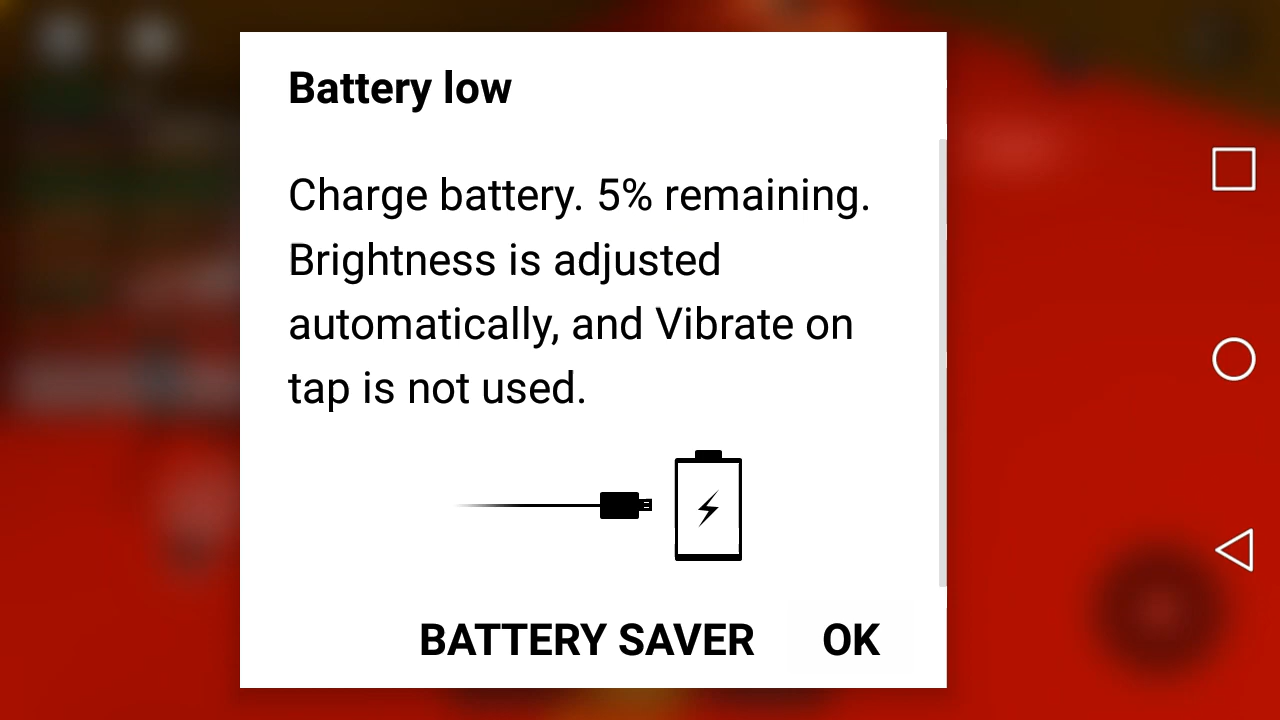 Battery low
Charge battery. 5% remaining.
Brightness is adjusted
automatically, and Vibrate on
tap is not used.
BATTERY SAVER OK